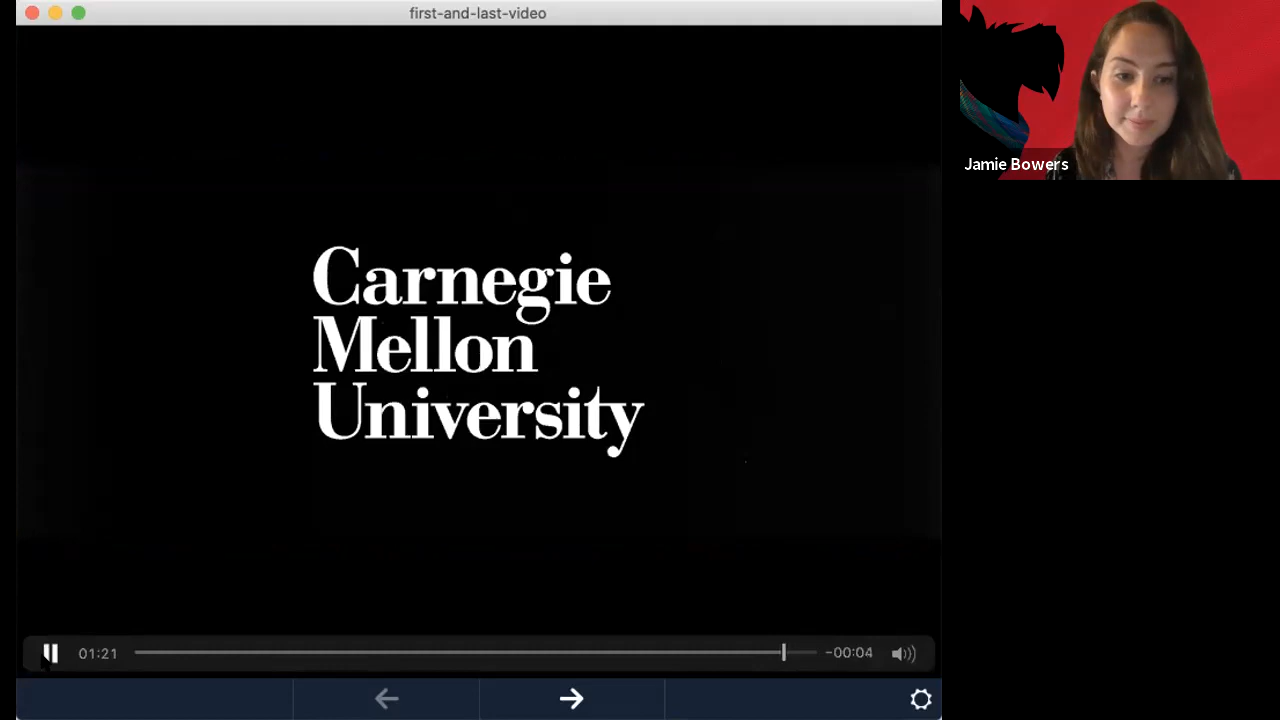 first-and-last-video
Jamie Bowers
Carnegie
Mellon
University
01:21
-00:04